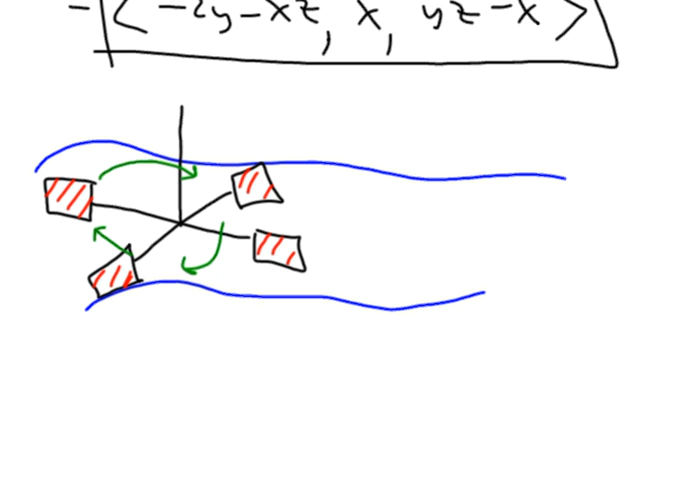 = ⟨ -2y-xz, x, yz-x ⟩